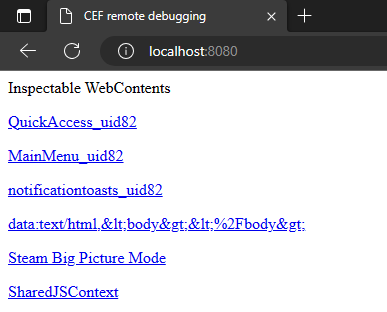 CEF remote debugging
localhost:8080
Inspectable WebContents
QuickAccess_uid82
MainMenu_uid82
notificationtoasts_uid82
data:text/html,&lt;body&gt;&lt;%2Fbody&gt;
Steam Big Picture Mode
SharedJSContext